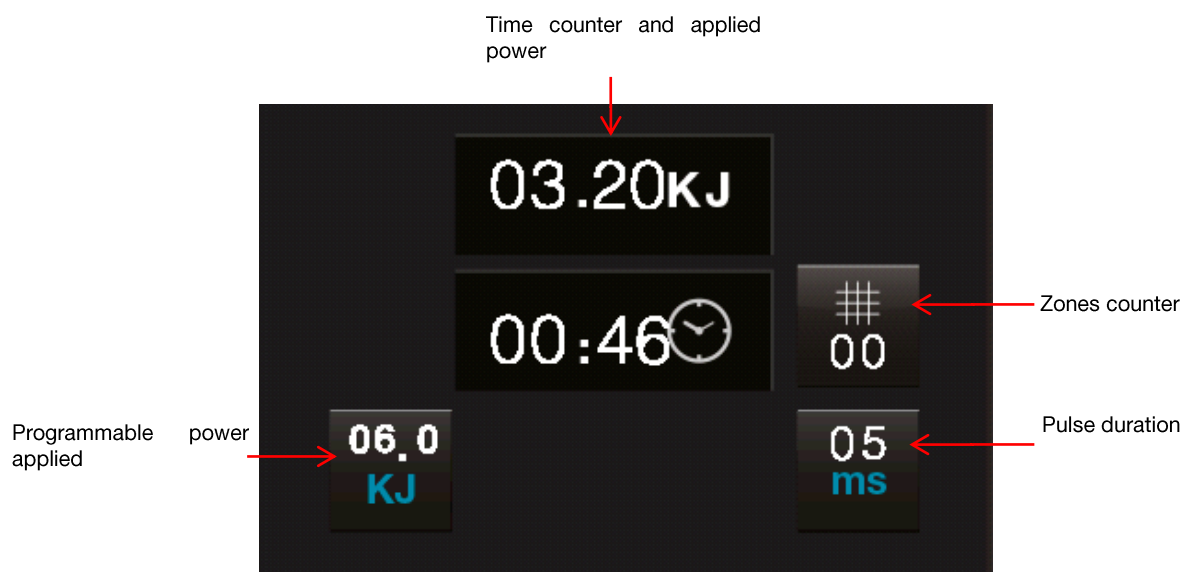 Time counter and applied
power
03.20KJ
00:46
00
Zones counter
Programmable power
applied
06.0
KJ
05
ms
Pulse duration